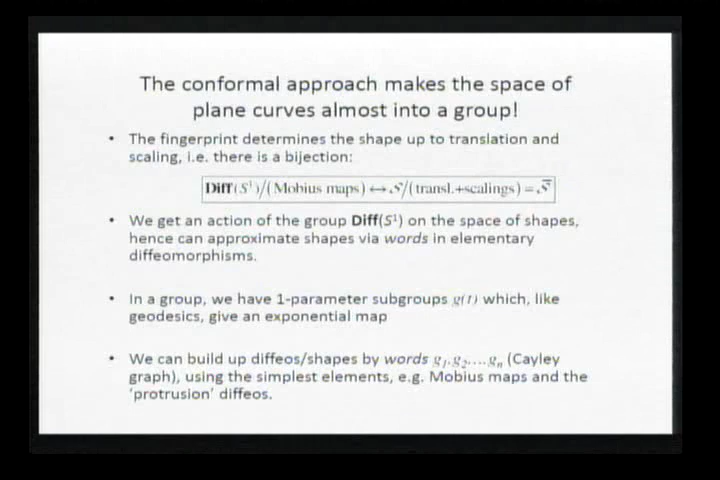 The conformal approach makes the space of
plane curves almost into a group!
• The fingerprint determines the shape up to translation and
scaling, i.e. there is a bijection:
Diff(S¹)/(Mobius maps)↔𝒮/(transl.+scalings)=𝒮̅
• We get an action of the group Diff(S¹) on the space of shapes,
hence can approximate shapes via words in elementary
diffeomorphisms.
• In a group, we have 1-parameter subgroups g(t) which, like
geodesics, give an exponential map
• We can build up diffeos/shapes by words g₁.g₂....gₙ (Cayley
graph), using the simplest elements, e.g. Mobius maps and the
‘protrusion’ diffeos.